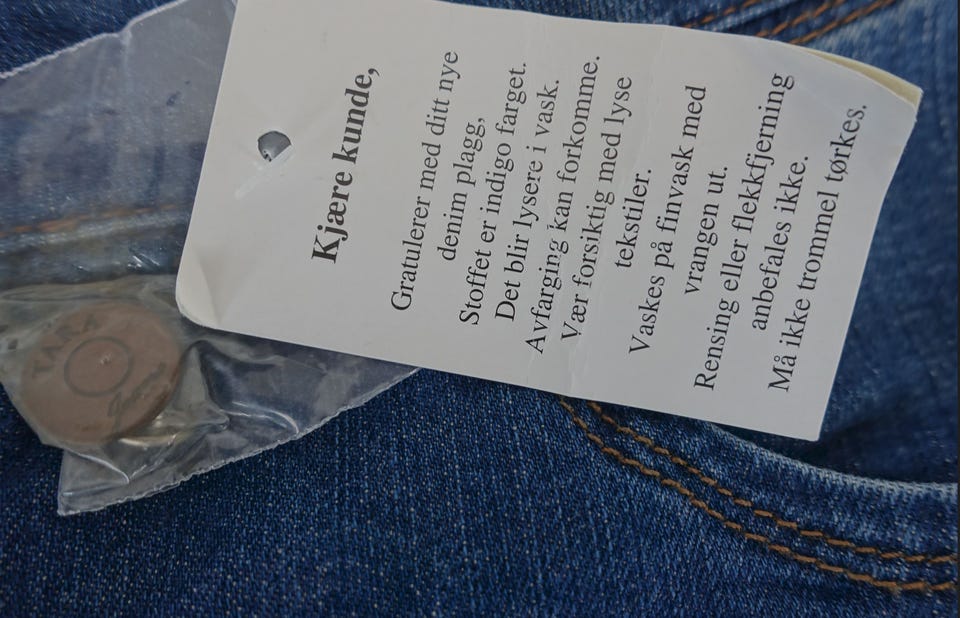 Kjære kunde,
Gratulerer med ditt nye
denim plagg,
Stoffet er indigo farget.
Det blir lysere i vask.
Avfarging kan forkomme.
Vær forsiktig med lyse
tekstiler.
Vaskes på finvask med
vrangen ut.
Rensing eller flekkfjerning
anbefales ikke.
Må ikke trommel tørkes.
TARA